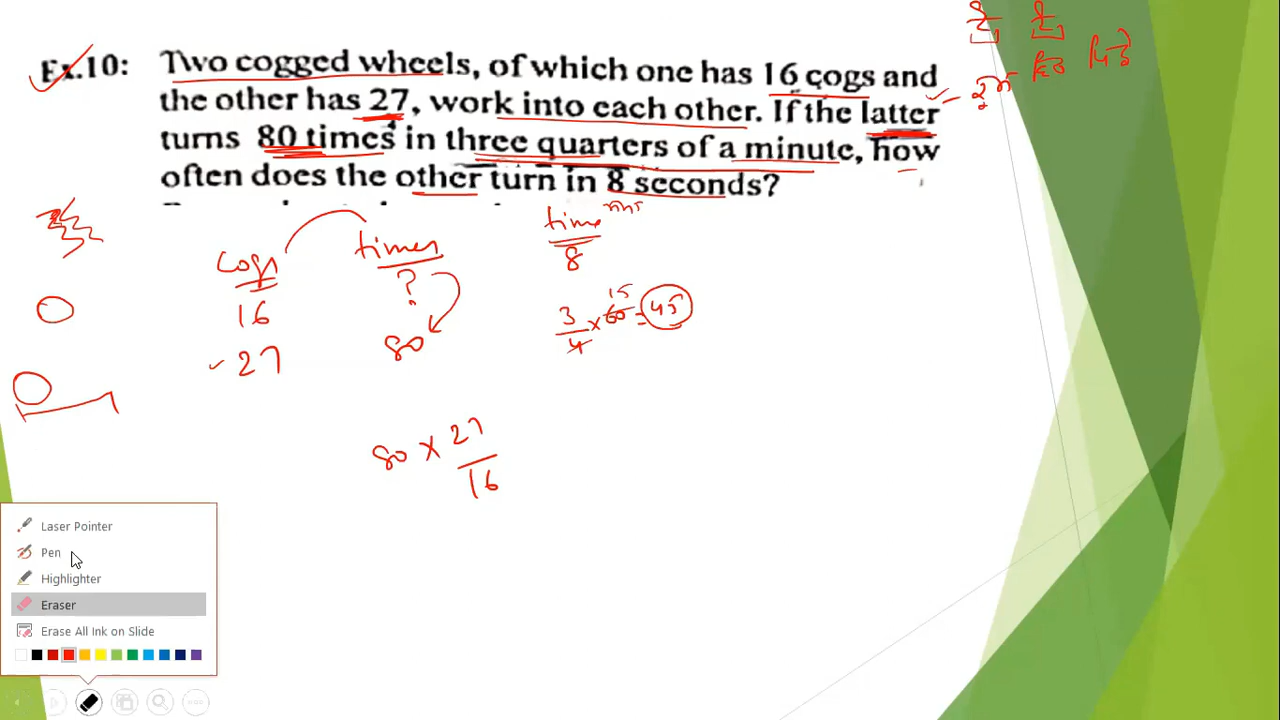 Ex.10: Two cogged wheels, of which one has 16 cogs and
the other has 27, work into each other. If the latter
turns 80 times in three quarters of a minute, how
often does the other turn in 8 seconds?
cogs times time
16 ? 8
27 80 3/4 × 60 15 = 45
80 × 27/16
Laser Pointer
Pen
Highlighter
Eraser
Erase All Ink on Slide